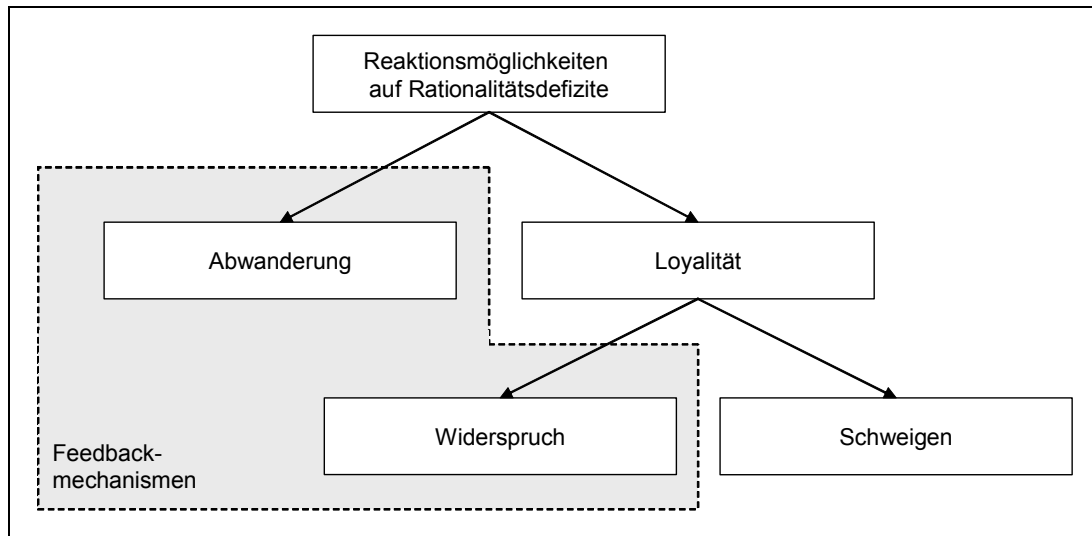 Reaktionsmöglichkeiten
auf Rationalitätsdefizite
Abwanderung
Loyalität
Widerspruch
Schweigen
Feedback-
mechanismen